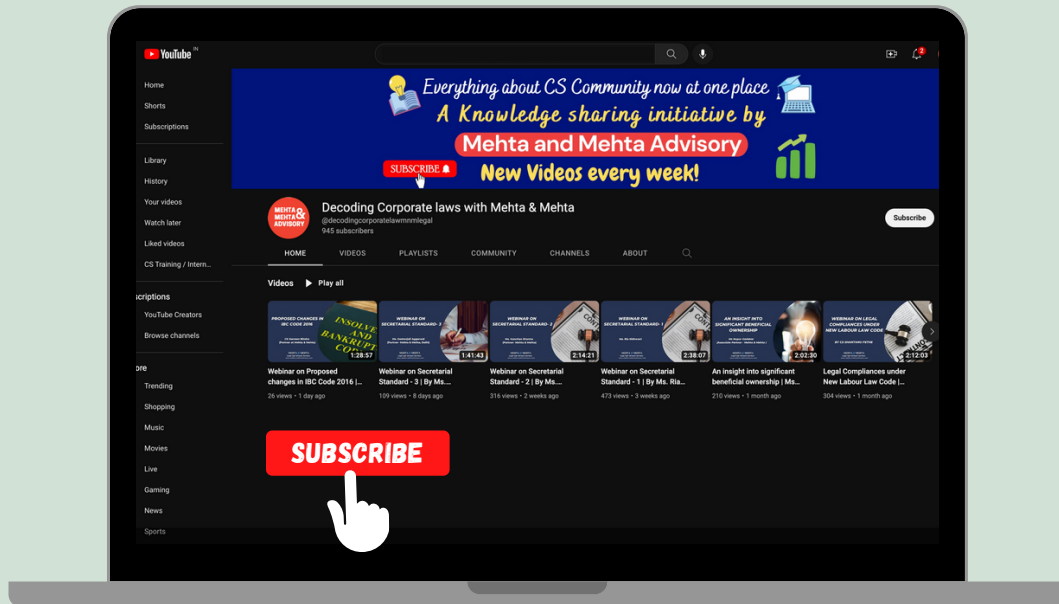 YouTube IN
2
Home
Shorts
Subscriptions
Library
History
Your videos
Watch later
Liked videos
CS Training / Intern...
scriptions
YouTube Creators
Browse channels
ore
Trending
Shopping
Music
Movies
Live
Gaming
News
Sports
Everything about CS Community now at one place
A Knowledge sharing initiative by
Mehta and Mehta Advisory
SUBSCRIBE
New Videos every week!
MEHTA &
MEHTA
ADVISORY
Decoding Corporate laws with Mehta & Mehta
@decodingcorporatelawmnmlegal
945 subscribers
Subscribe
HOME VIDEOS PLAYLISTS COMMUNITY CHANNELS ABOUT
Videos Play all
PROPOSED CHANGES IN
IBC CODE 2016
INSOLVE
AND
BANKRUPT
CO
1:28:57
Webinar on Proposed
changes in IBC Code 2016 |...
26 views • 1 day ago
WEBINAR ON
SECRETARIAL STANDARD- 3
1:41:43
Webinar on Secretarial
Standard - 3 | By Ms....
109 views • 8 days ago
WEBINAR ON
SECRETARIAL STANDARD- 2
2:14:21
Webinar on Secretarial
Standard - 2 | By Ms....
316 views • 2 weeks ago
WEBINAR ON
SECRETARIAL STANDARD- 1
2:38:07
Webinar on Secretarial
Standard - 1 | By Ms. Ria...
473 views • 3 weeks ago
AN INSIGHT INTO
SIGNIFICANT BENEFICIAL
OWNERSHIP
2:02:30
An insight into significant
beneficial ownership | Ms...
210 views • 1 month ago
WEBINAR ON LEGAL
COMPLIANCES UNDER
NEW LABOUR LAW CODE
2:12:03
Legal Compliances under
New Labour Law Code |...
304 views • 1 month ago
SUBSCRIBE